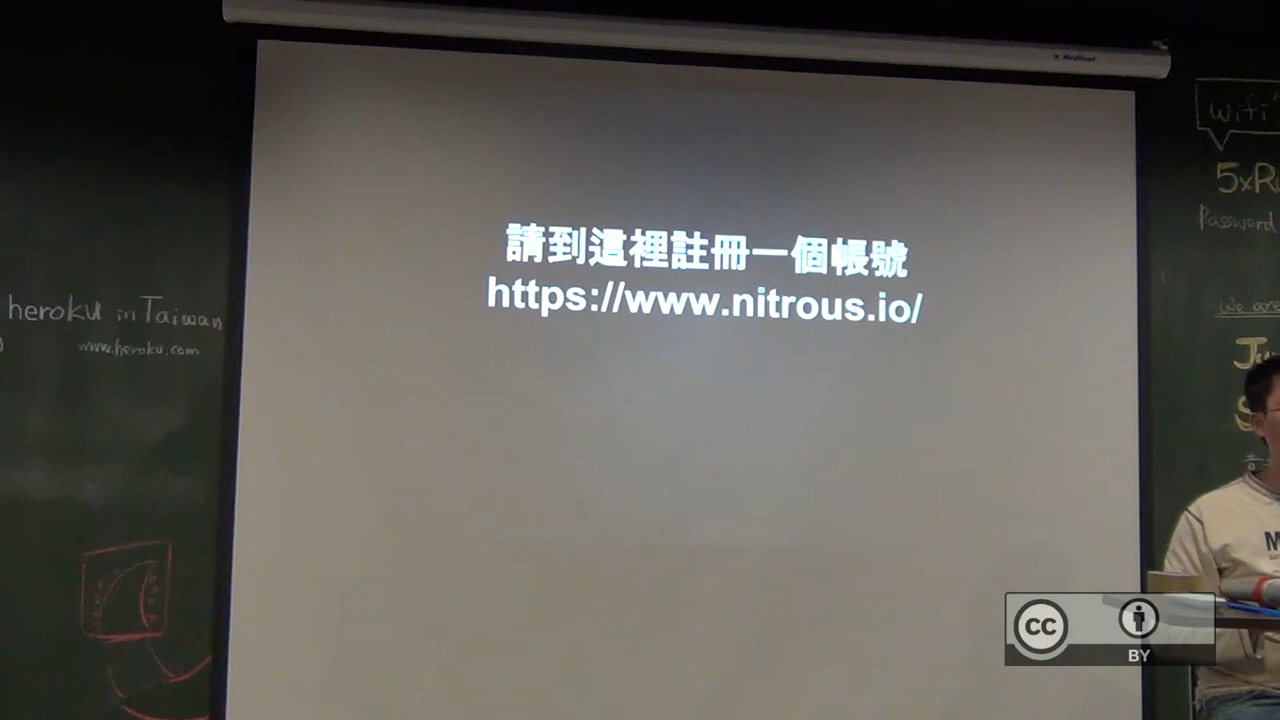 請到這裡註冊一個帳號
https://www.nitrous.io/
heroku in Taiwan
www.heroku.com
Wifi
5xR
Password
We are
CC
BY